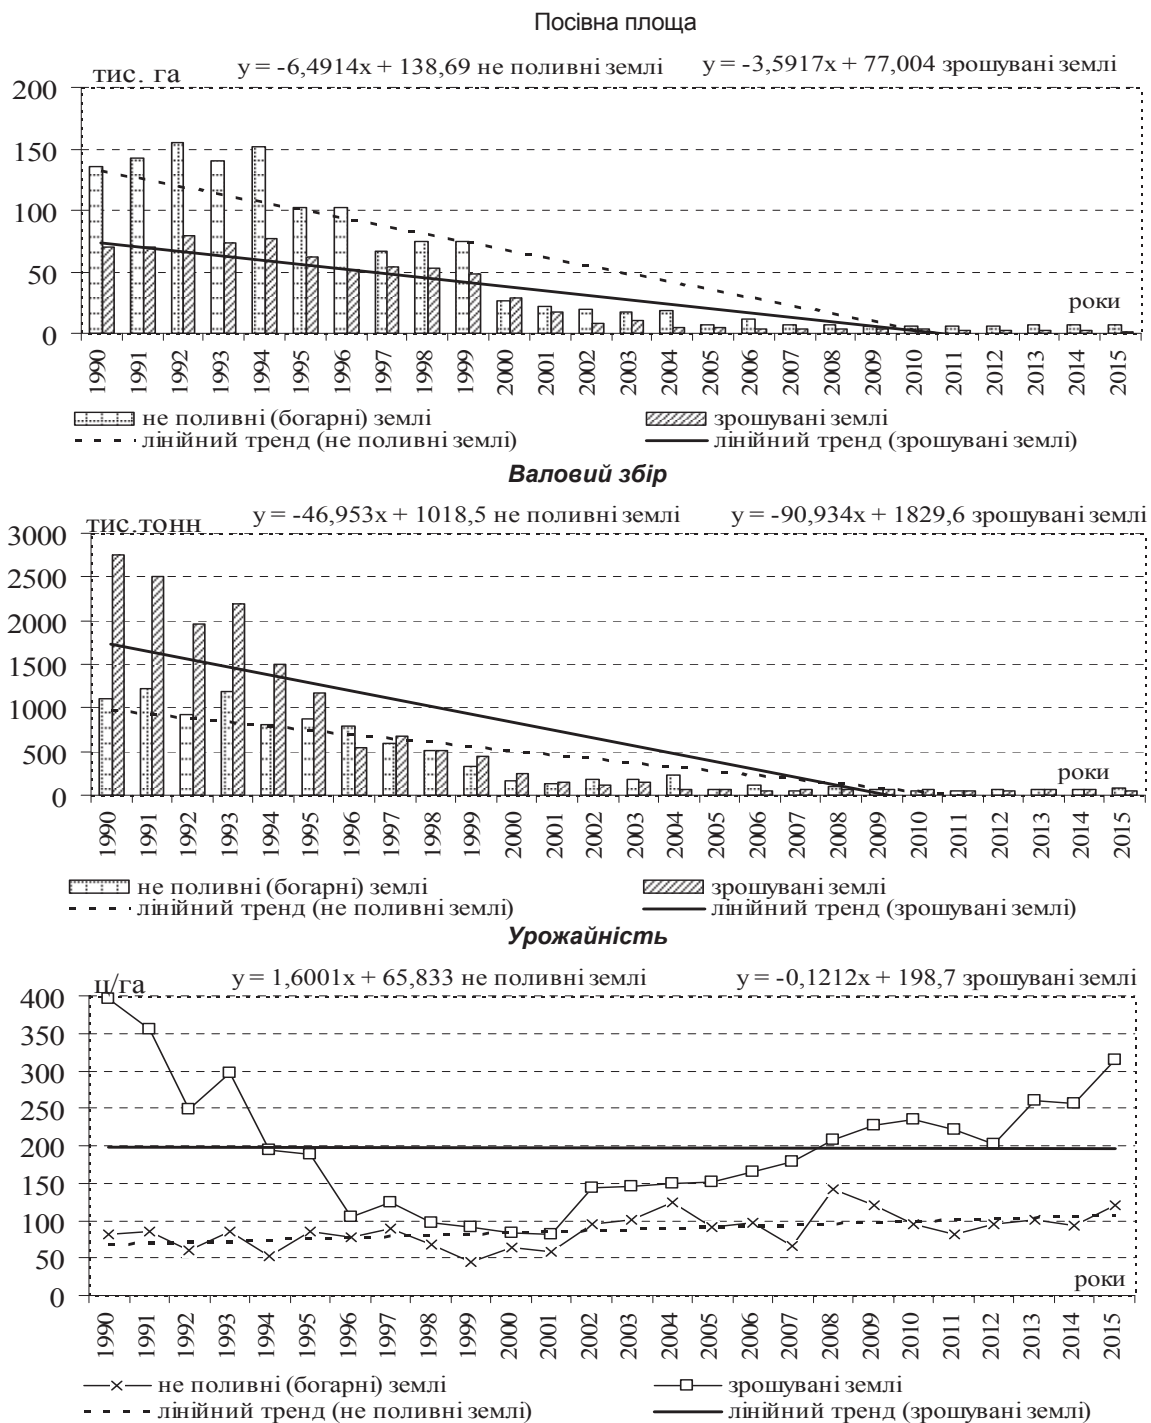 Посівна площа
тис. га
y = -6,4914x + 138,69 не поливні землі y = -3,5917x + 77,004 зрошувані землі
200
150
100
50
0
роки
1990 1991 1992 1993 1994 1995 1996 1997 1998 1999 2000 2001 2002 2003 2004 2005 2006 2007 2008 2009 2010 2011 2012 2013 2014 2015
не поливні (богарні) землі зрошувані землі
лінійний тренд (не поливні землі) лінійний тренд (зрошувані землі)
Валовий збір
тис.тонн
y = -46,953x + 1018,5 не поливні землі y = -90,934x + 1829,6 зрошувані землі
3000
2500
2000
1500
1000
500
0
роки
1990 1991 1992 1993 1994 1995 1996 1997 1998 1999 2000 2001 2002 2003 2004 2005 2006 2007 2008 2009 2010 2011 2012 2013 2014 2015
не поливні (богарні) землі зрошувані землі
лінійний тренд (не поливні землі) лінійний тренд (зрошувані землі)
Урожайність
ц/га
y = 1,6001x + 65,833 не поливні землі y = -0,1212x + 198,7 зрошувані землі
400
350
300
250
200
150
100
50
0
роки
1990 1991 1992 1993 1994 1995 1996 1997 1998 1999 2000 2001 2002 2003 2004 2005 2006 2007 2008 2009 2010 2011 2012 2013 2014 2015
не поливні (богарні) землі зрошувані землі
лінійний тренд (не поливні землі) лінійний тренд (зрошувані землі)